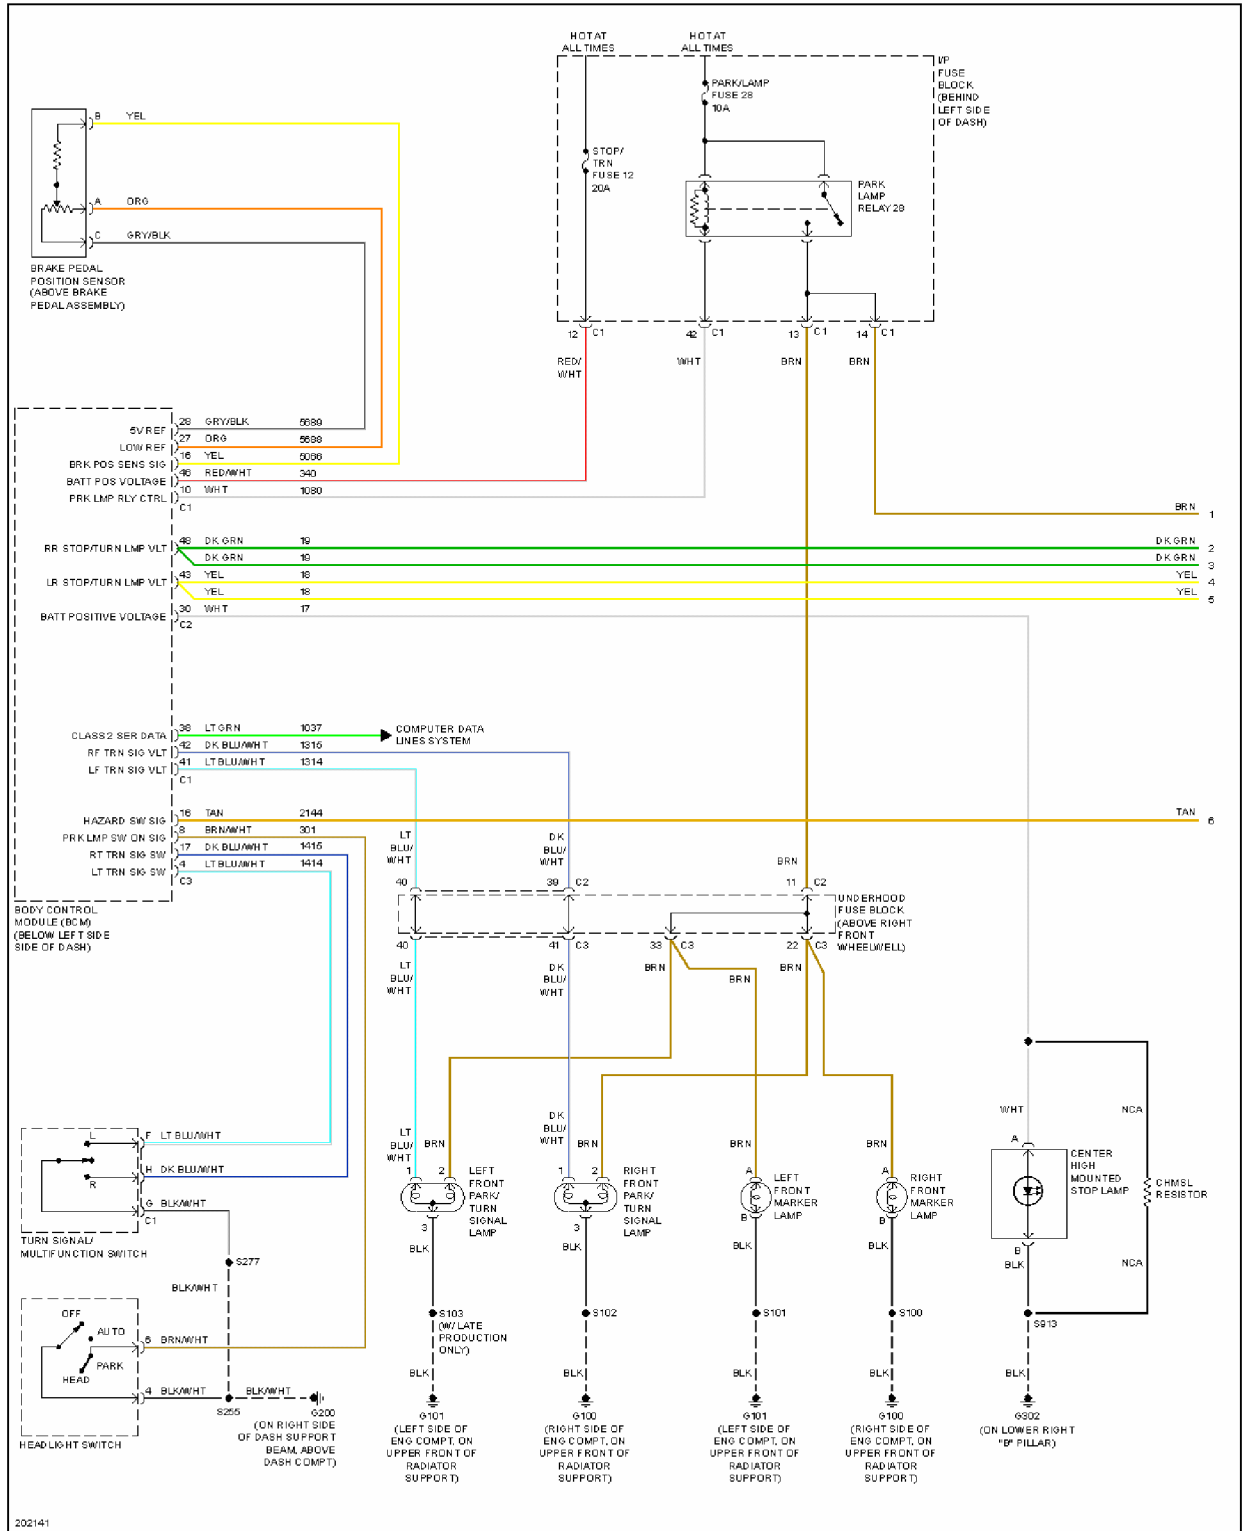 HOT AT
ALL TIMES
HOT AT
ALL TIMES
I/P
FUSE
BLOCK
(BEHIND
LEFT SIDE
OF DASH)
PARK/LAMP
FUSE 28
10A
STOP/
TRN
FUSE 12
20A
PARK
LAMP
RELAY 28
B YEL
A ORG
C GRY/BLK
BRAKE PEDAL
POSITION SENSOR
(ABOVE BRAKE
PEDAL ASSEMBLY)
12 C1
42 C1
13 C1
14 C1
RED/
WHT
WHT
BRN
BRN
5V REF 28 GRY/BLK 5689
LOW REF 27 ORG 5688
BRK POS SENS SIG 16 YEL 5066
BATT POS VOLTAGE 46 RED/WHT 340
PRK LMP RLY CTRL 10 WHT 1080
C1
BRN 1
RR STOP/TURN LMP VLT 48 DK GRN 19 DK GRN 2
DK GRN 19 DK GRN 3
LR STOP/TURN LMP VLT 43 YEL 18 YEL 4
YEL 18 YEL 5
BATT POSITIVE VOLTAGE 30 WHT 17
C2
CLASS 2 SER DATA 38 LT GRN 1037
COMPUTER DATA
LINES SYSTEM
RF TRN SIG VLT 42 DK BLU/WHT 1315
LF TRN SIG VLT 41 LT BLU/WHT 1314
C1
HAZARD SW SIG 16 TAN 2144 TAN 6
PRK LMP SW ON SIG 8 BRN/WHT 301
RT TRN SIG SW 17 DK BLU/WHT 1415
LT TRN SIG SW 4 LT BLU/WHT 1414
C3
BODY CONTROL
MODULE (BCM)
(BELOW LEFT SIDE
SIDE OF DASH)
LT
BLU/
WHT
DK
BLU/
WHT
BRN
40 39 C2 11 C2
UNDERHOOD
FUSE BLOCK
(ABOVE RIGHT
FRONT
WHEELWELL)
40 41 C3 33 C3 22 C3
LT
BLU/
WHT
DK
BLU/
WHT
BRN
BRN
BRN
WHT
NCA
LT
BLU/
WHT
BRN
DK
BLU/
WHT
BRN
BRN
BRN
L F LT BLU/WHT
H DK BLU/WHT
R
G BLK/WHT
C1
TURN SIGNAL/
MULTIFUNCTION SWITCH
1 2
LEFT
FRONT
PARK/
TURN
SIGNAL
LAMP
3
BLK
1 2
RIGHT
FRONT
PARK/
TURN
SIGNAL
LAMP
3
BLK
A
LEFT
FRONT
MARKER
LAMP
B
BLK
A
RIGHT
FRONT
MARKER
LAMP
B
BLK
A
CENTER
HIGH
MOUNTED
STOP LAMP
B
BLK
CHMSL
RESISTOR
NCA
S277
BLK/WHT
S103
(W/ LATE
PRODUCTION
ONLY)
S102
S101
S100
S913
OFF
AUTO
PARK
HEAD
6 BRN/WHT
4 BLK/WHT
BLK/WHT
S255
HEADLIGHT SWITCH
G200
(ON RIGHT SIDE
OF DASH SUPPORT
BEAM, ABOVE
DASH COMPT)
BLK
BLK
BLK
BLK
BLK
G101
(LEFT SIDE OF
ENG COMPT, ON
UPPER FRONT OF
RADIATOR
SUPPORT)
G100
(RIGHT SIDE OF
ENG COMPT, ON
UPPER FRONT OF
RADIATOR
SUPPORT)
G101
(LEFT SIDE OF
ENG COMPT, ON
UPPER FRONT OF
RADIATOR
SUPPORT)
G100
(RIGHT SIDE OF
ENG COMPT, ON
UPPER FRONT OF
RADIATOR
SUPPORT)
G302
(ON LOWER RIGHT
"B" PILLAR)
202141